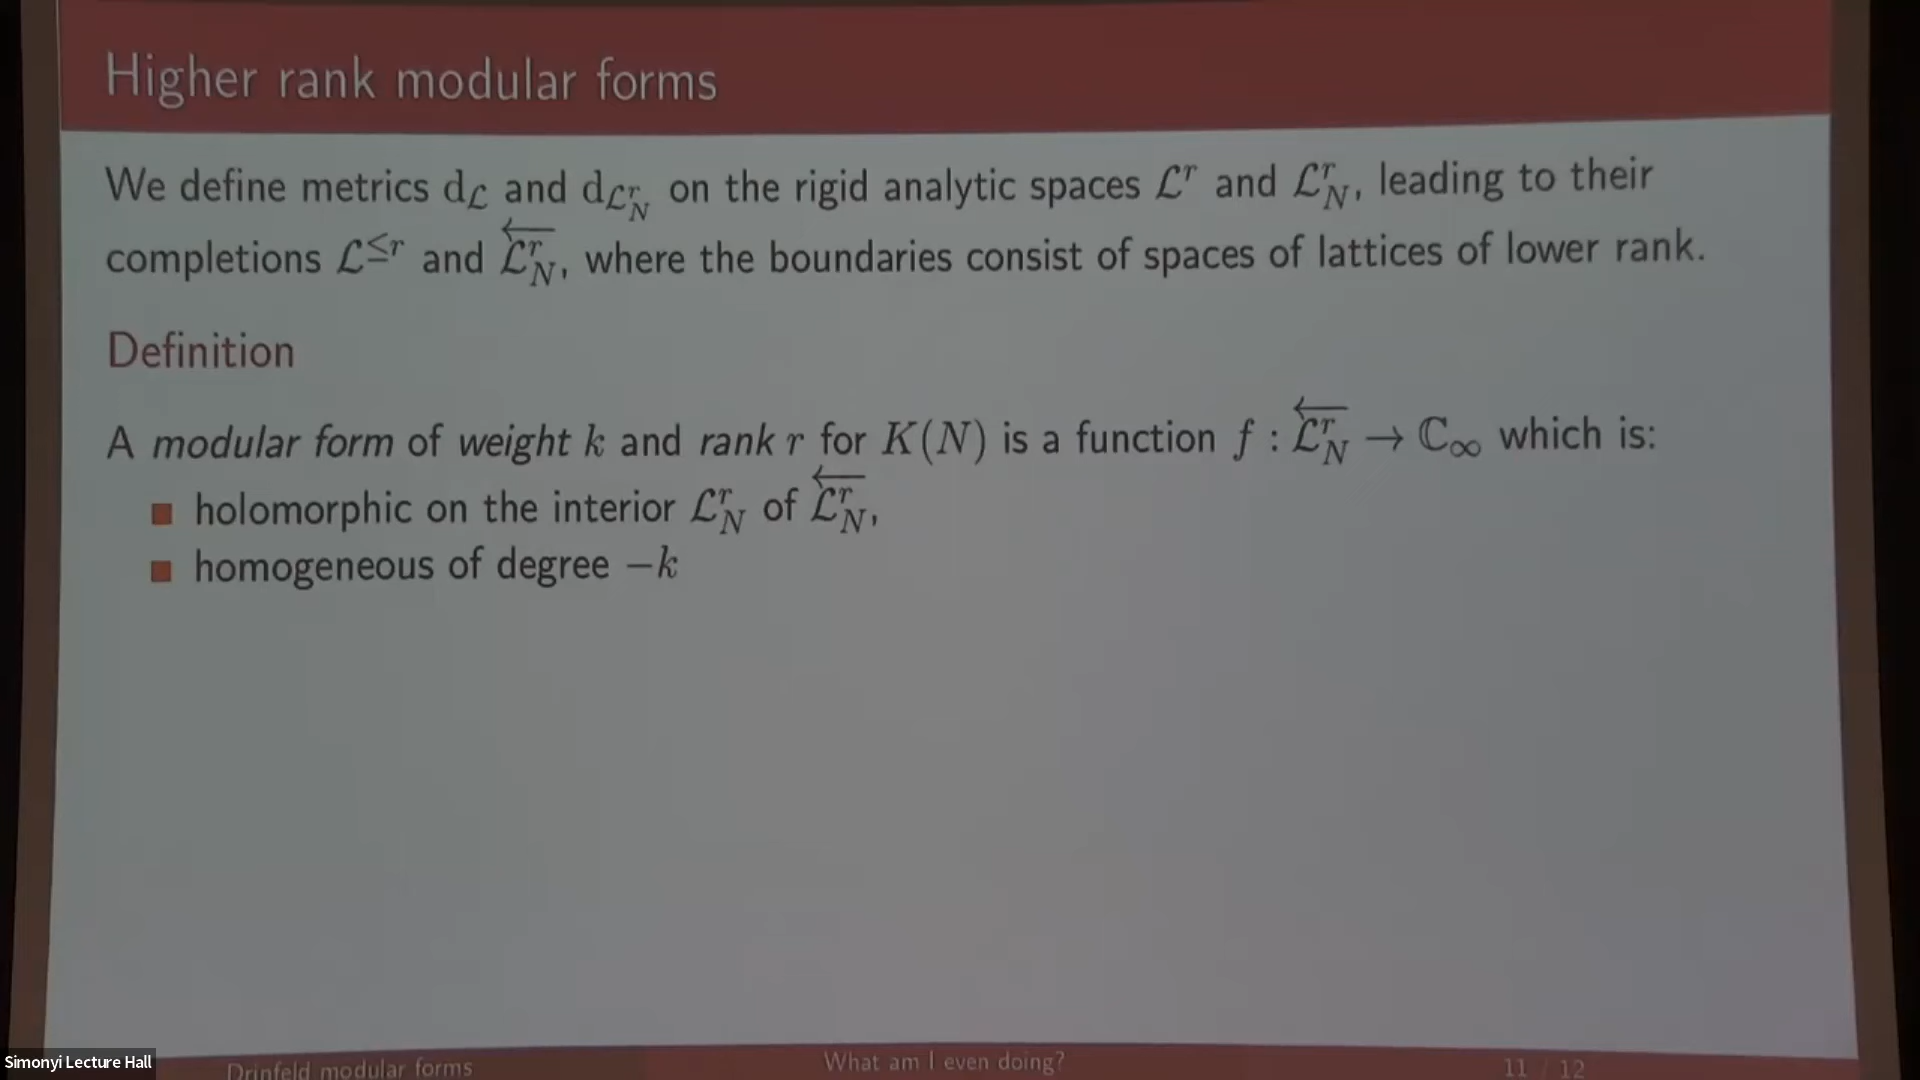 Higher rank modular forms
We define metrics d_ℒ and d_{ℒ^r_N} on the rigid analytic spaces ℒ^r and ℒ^r_N, leading to their
completions ℒ^{≤r} and \overleftarrow{ℒ^r_N}, where the boundaries consist of spaces of lattices of lower rank.
Definition
A modular form of weight k and rank r for K(N) is a function f : \overleftarrow{ℒ^r_N} → ℂ_∞ which is:
■ holomorphic on the interior ℒ^r_N of \overleftarrow{ℒ^r_N},
■ homogeneous of degree −k
Simonyi Lecture Hall
Drinfeld modular forms
What am I even doing?
11 / 12